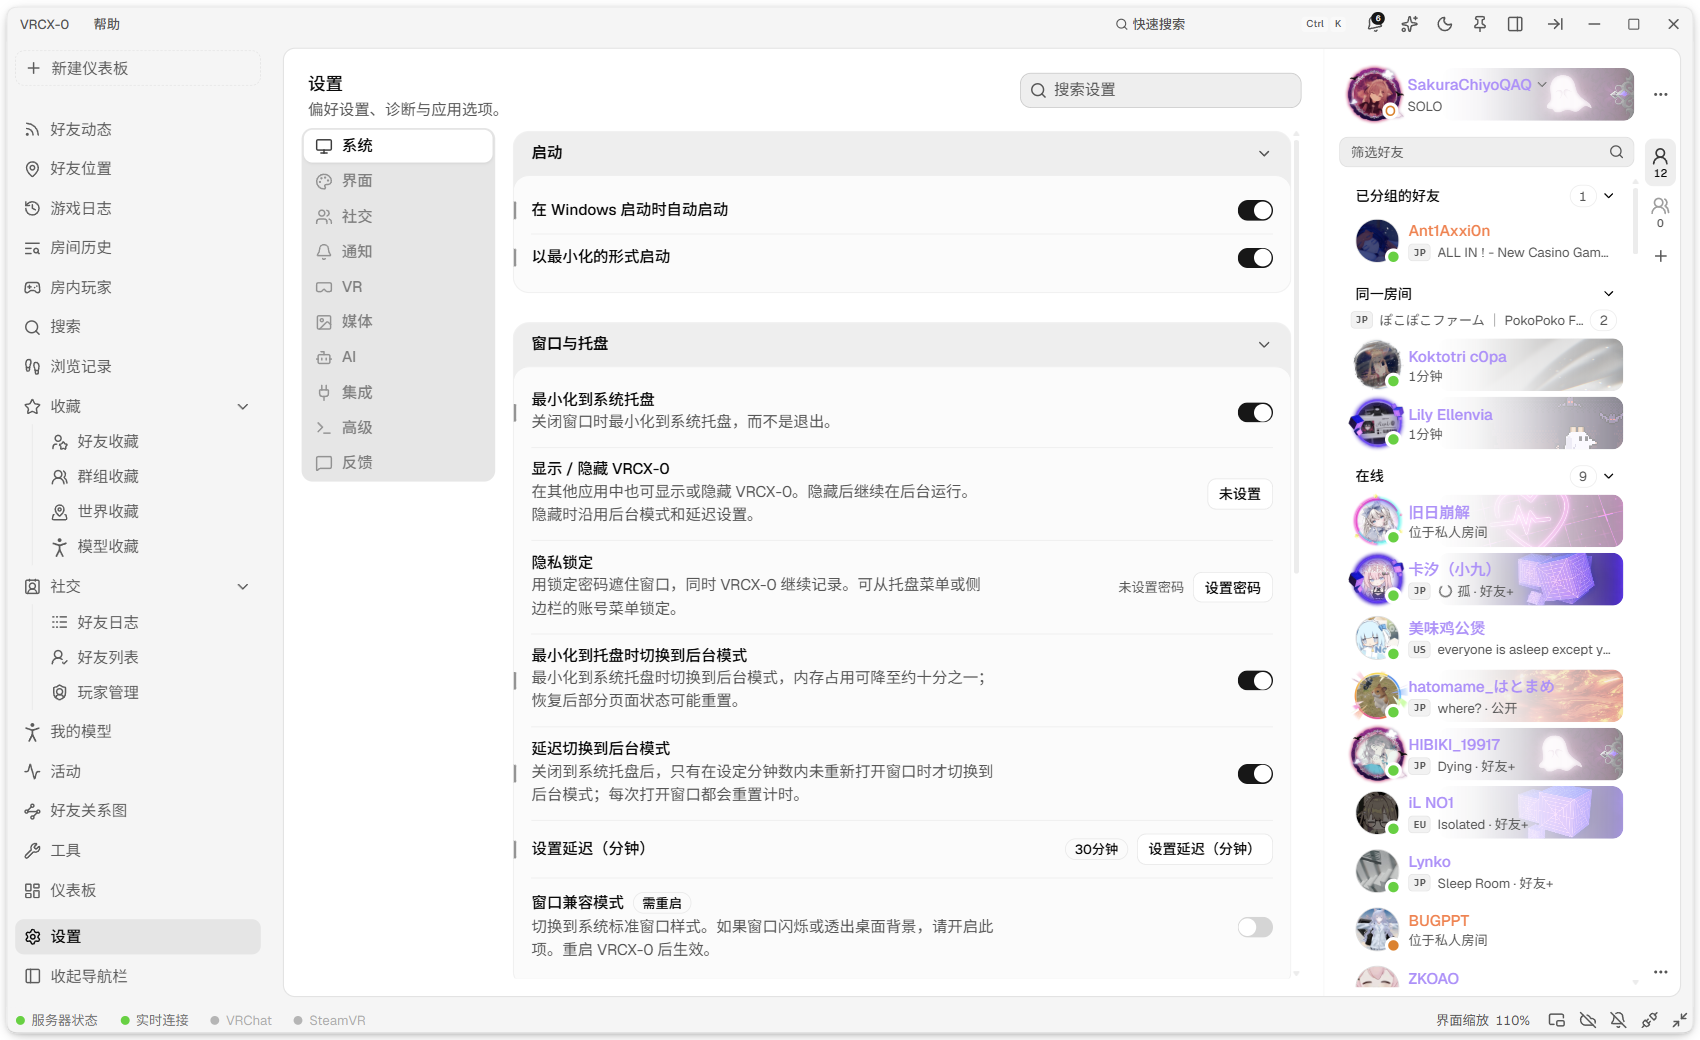 VRCX-0
帮助
快速搜索
Ctrl K
6
新建仪表板
好友动态
好友位置
游戏日志
房间历史
房内玩家
搜索
浏览记录
收藏
好友收藏
群组收藏
世界收藏
模型收藏
社交
好友日志
好友列表
玩家管理
我的模型
活动
好友关系图
工具
仪表板
设置
收起导航栏
设置
偏好设置、诊断与应用选项。
搜索设置
系统
界面
社交
通知
VR
媒体
AI
集成
高级
反馈
启动
在 Windows 启动时自动启动
以最小化的形式启动
窗口与托盘
最小化到系统托盘
关闭窗口时最小化到系统托盘，而不是退出。
显示 / 隐藏 VRCX-0
在其他应用中也可显示或隐藏 VRCX-0。隐藏后继续在后台运行。
隐藏时沿用后台模式和延迟设置。
未设置
隐私锁定
用锁定密码遮住窗口，同时 VRCX-0 继续记录。可从托盘菜单或侧
边栏的账号菜单锁定。
未设置密码
设置密码
最小化到托盘时切换到后台模式
最小化到系统托盘时切换到后台模式，内存占用可降至约十分之一；
恢复后部分页面状态可能重置。
延迟切换到后台模式
关闭到系统托盘后，只有在设定分钟数内未重新打开窗口时才切换到
后台模式；每次打开窗口都会重置计时。
设置延迟（分钟）
30分钟
设置延迟（分钟）
窗口兼容模式 需重启
切换到系统标准窗口样式。如果窗口闪烁或透出桌面背景，请开启此
项。重启 VRCX-0 后生效。
SakuraChiyoQAQ
SOLO
筛选好友
12
0
已分组的好友
1
Ant1Axxi0n
JP ALL IN ! - New Casino Gam...
同一房间
JP ぽこぽこファーム | PokoPoko F... 2
Koktotri c0pa
1分钟
Lily Ellenvia
1分钟
在线
9
旧日崩解
位于私人房间
卡汐（小九）
JP 孤 · 好友+
美味鸡公煲
US everyone is asleep except y...
hatomame_はとまめ
JP where? · 公开
HIBIKI_19917
JP Dying · 好友+
iL NO1
EU Isolated · 好友+
Lynko
JP Sleep Room · 好友+
BUGPPT
位于私人房间
ZKOAO
服务器状态
实时连接
VRChat
SteamVR
界面缩放 110%